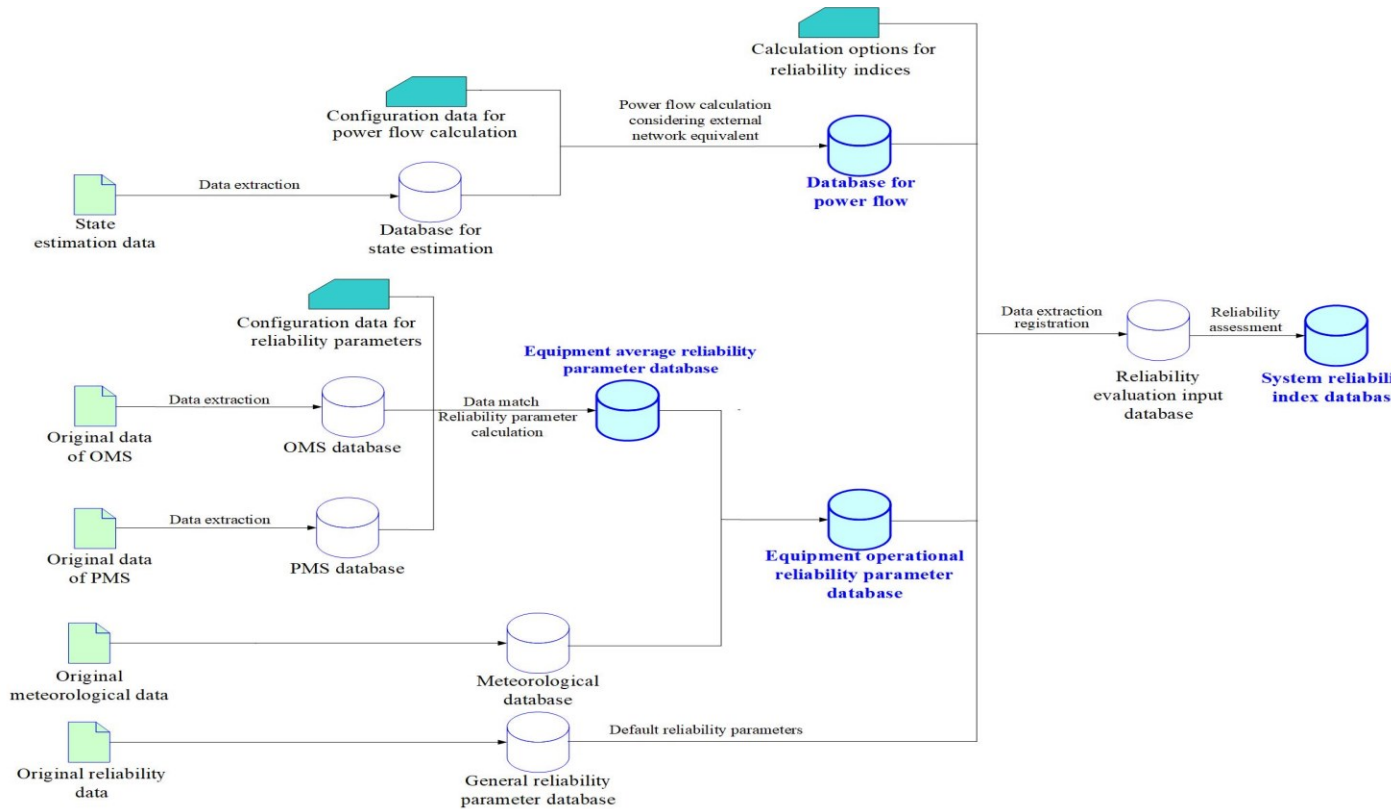 Calculation options for
reliability indices
Configuration data for
power flow calculation
Power flow calculation
considering external
network equivalent
Data extraction
State
estimation data
Database for
state estimation
Database for
power flow
Configuration data for
reliability parameters
Equipment average reliability
parameter database
Data extraction
registration
Reliability
assessment
Reliability
evaluation input
database
System reliabili
index databas
Data extraction
Original data
of OMS
OMS database
Data match
Reliability parameter
calculation
Data extraction
Original data
of PMS
PMS database
Equipment operational
reliability parameter
database
Original
meteorological data
Meteorological
database
Default reliability parameters
Original reliability
data
General reliability
parameter database